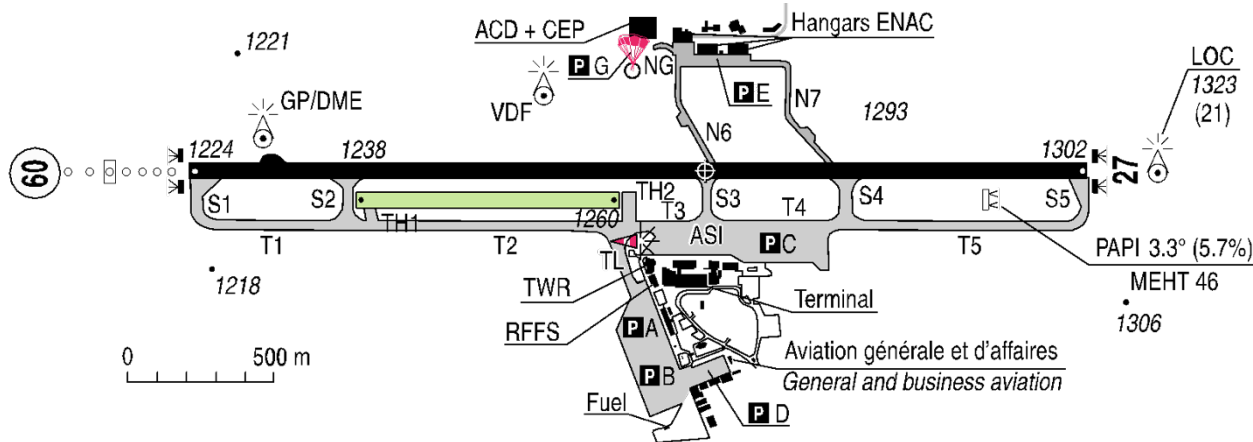 ACD + CEP
Hangars ENAC
1221
P G
NG
LOC
1323
(21)
GP/DME
VDF
P E
N7
1293
N6
1224
1238
1302
09
27
S1
S2
TH2
S3
S4
S5
T3
T4
TH1
1260
T1
T2
ASI
P C
T5
TL
PAPI 3.3° (5.7%)
MEHT 46
1218
TWR
Terminal
1306
RFFS
P A
0
500 m
Aviation générale et d'affaires
General and business aviation
P B
Fuel
P D